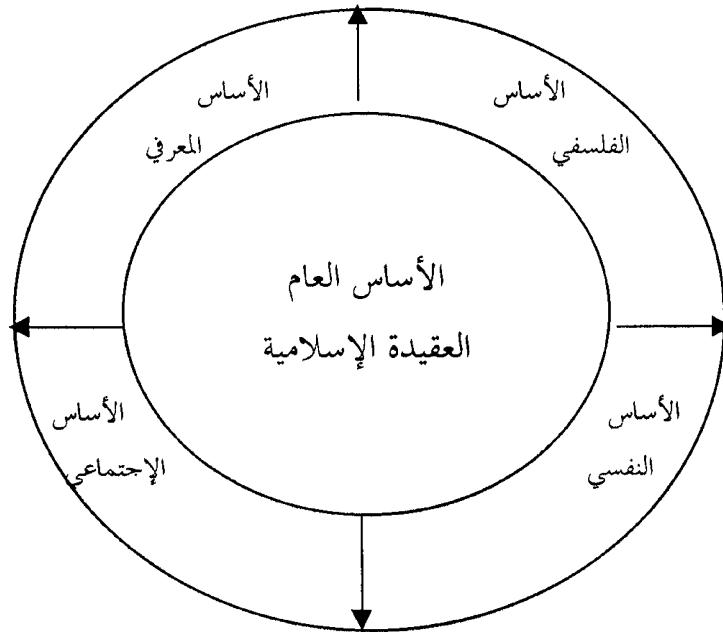 الأساس
الفلسفي
الأساس
المعرفي
الأساس العام
العقيدة الإسلامية
الأساس
النفسي
الأساس
الإجتماعي